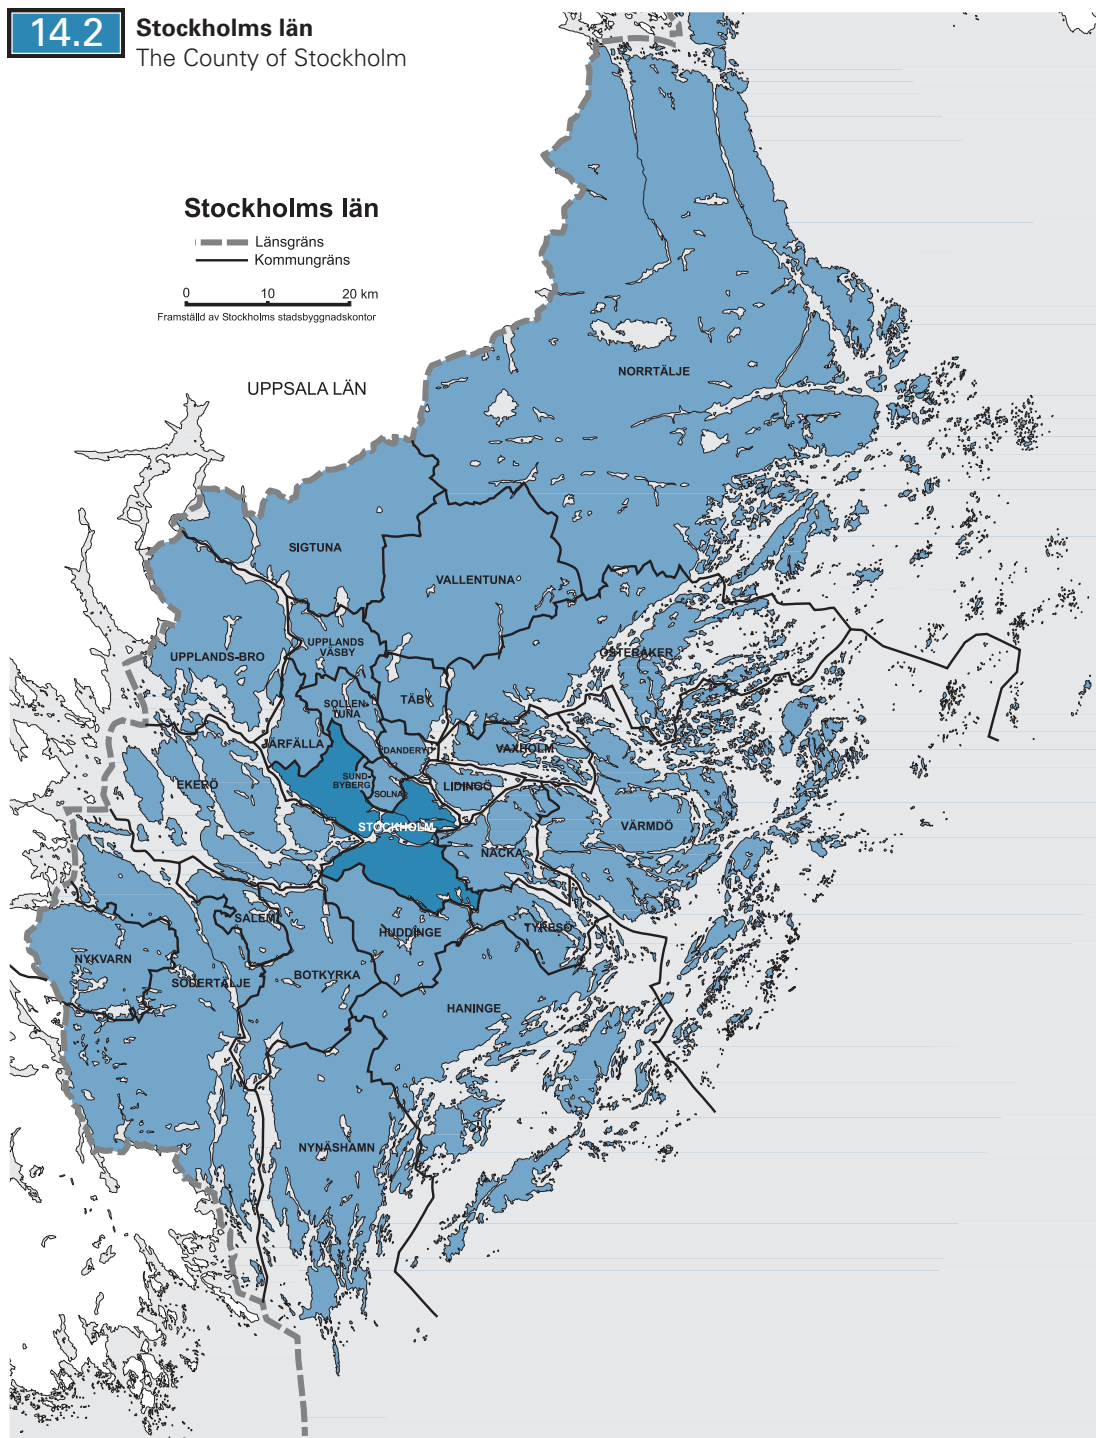 14.2
Stockholms län
The County of Stockholm
Stockholms län
Länsgräns
Kommungräns
0 10 20 km
Framställd av Stockholms stadsbyggnadskontor
UPPSALA LÄN
NORRTÄLJE
SIGTUNA
VALLENTUNA
UPPLANDS
VÄSBY
UPPLANDS-BRO
ÖSTERÅKER
TÄBY
SOLLEN-
TUNA
JÄRFÄLLA
DANDERYD
VAXHOLM
EKERÖ
SUND-
BYBERG
SOLNA
LIDINGÖ
STOCKHOLM
VÄRMDÖ
NACKA
SALEM
HUDDINGE
TYRESÖ
NYKVARN
SÖDERTÄLJE
BOTKYRKA
HANINGE
NYNÄSHAMN